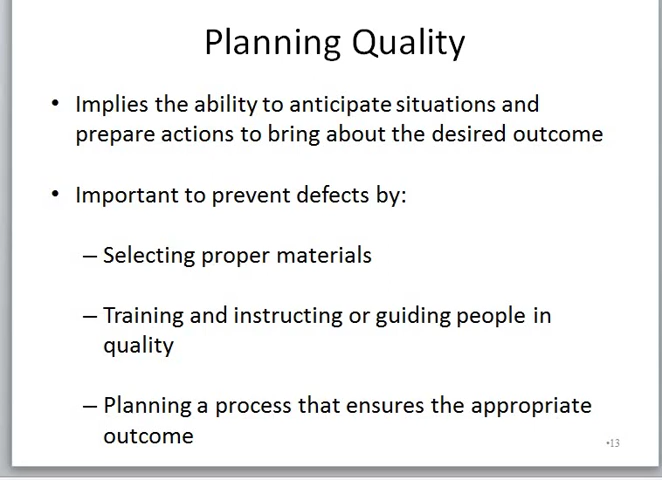 Planning Quality
• Implies the ability to anticipate situations and
prepare actions to bring about the desired outcome
• Important to prevent defects by:
– Selecting proper materials
– Training and instructing or guiding people in
quality
– Planning a process that ensures the appropriate
outcome
•13